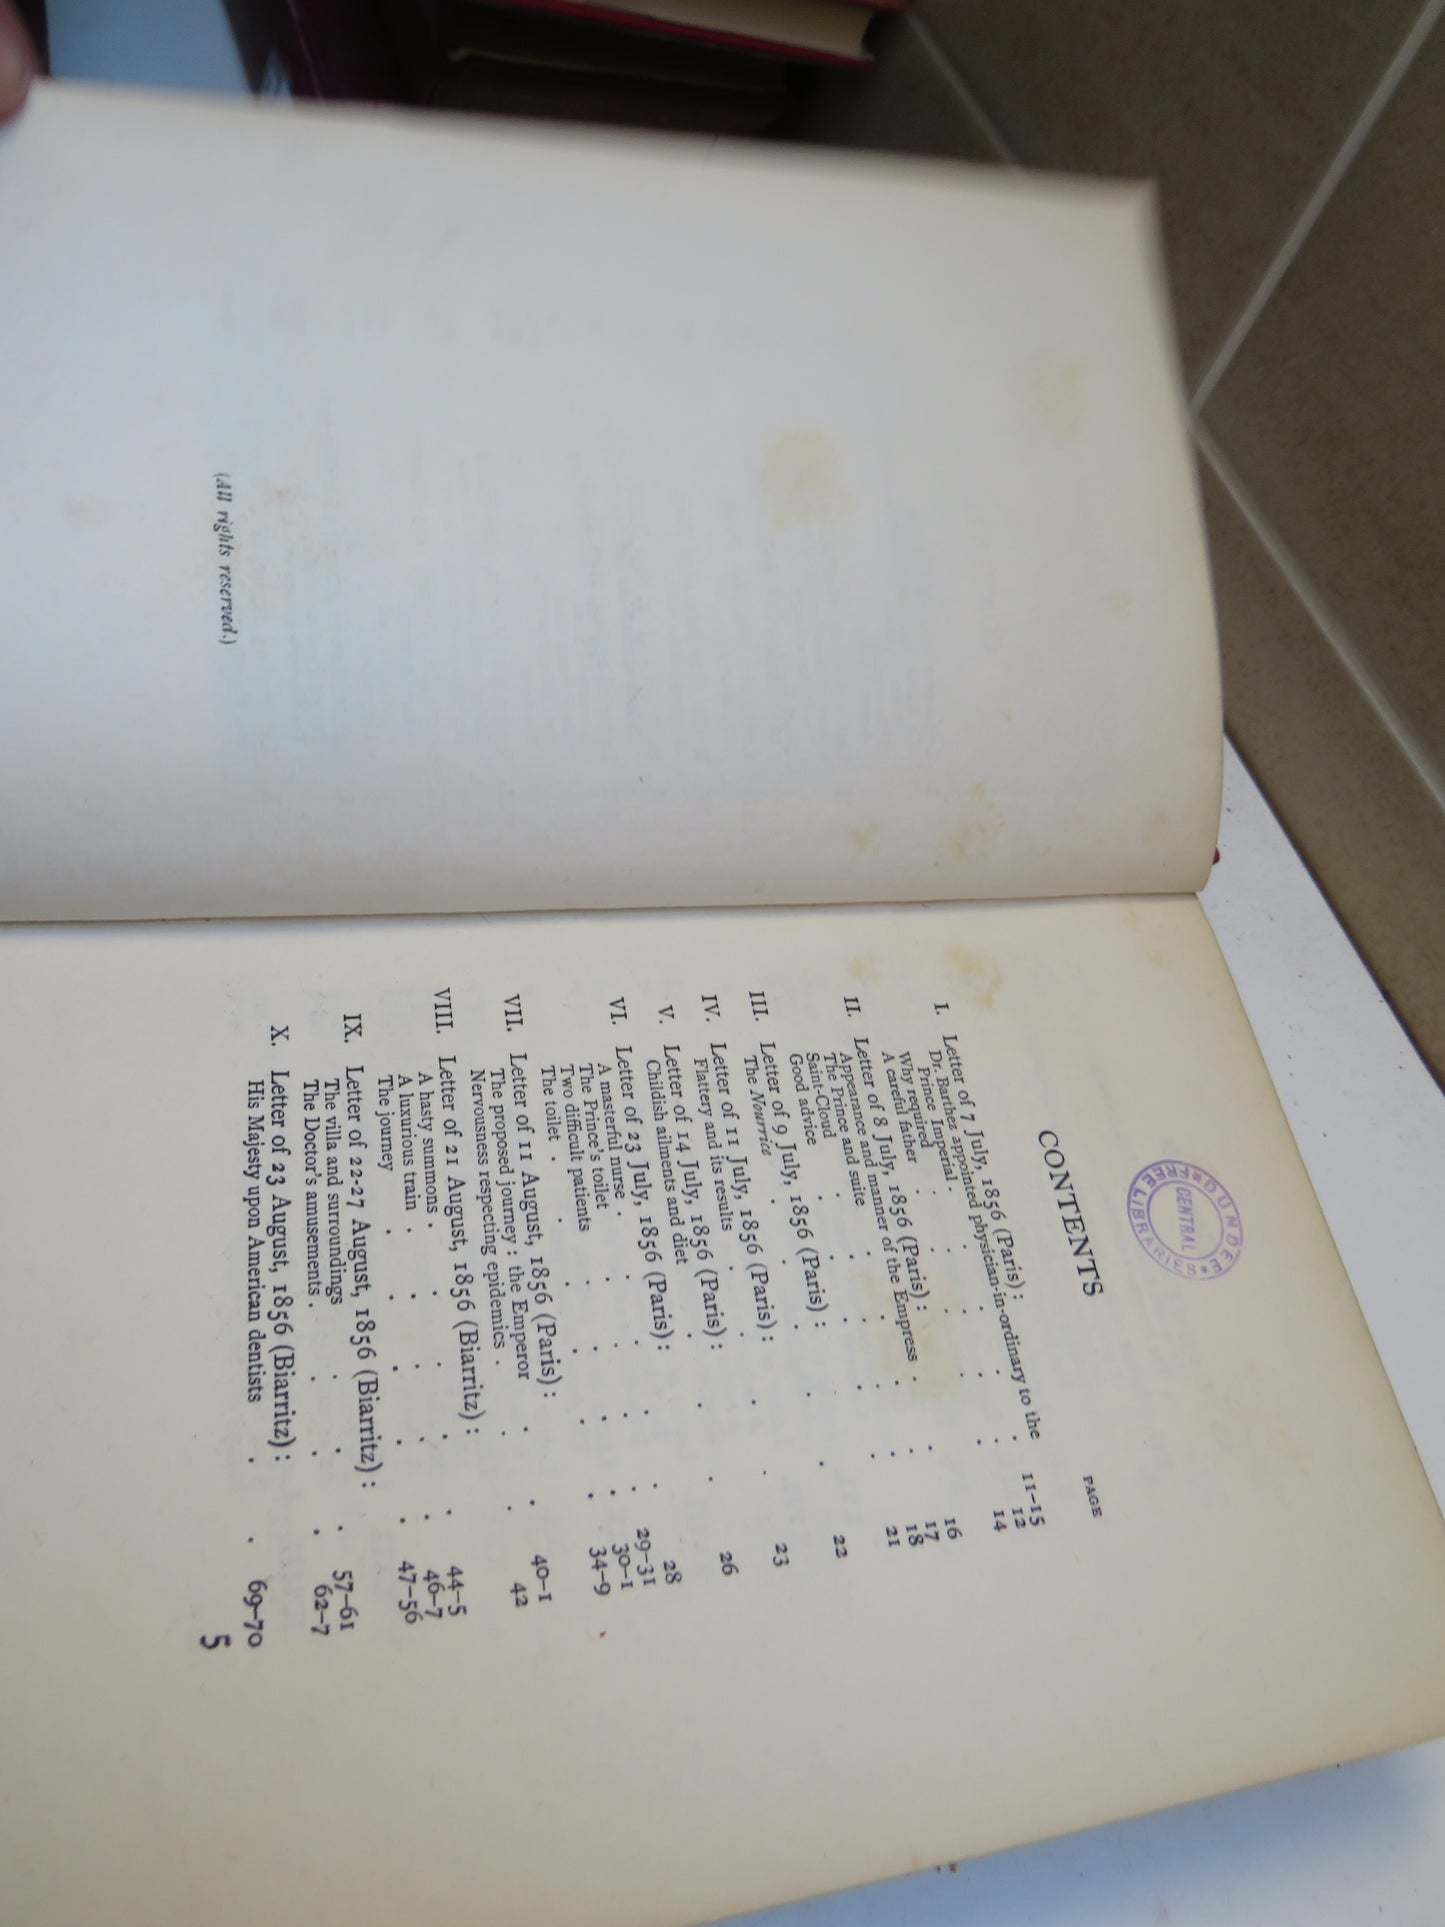 (All rights reserved.)
DUNDEE
CENTRAL
FREE LIBRARIES
CONTENTS
PAGE
I. Letter of 7 July, 1856 (Paris) :
Dr. Barthez appointed physician-in-ordinary to the
Prince Imperial . . . . . . 11-15
Why required . . . . . . 12
A careful father . . . . . . 14
II. Letter of 8 July, 1856 (Paris) :
Appearance and manner of the Empress . . . 16
The Prince and suite . . . . . 17
Saint-Cloud . . . . . . 18
Good advice . . . . . . 21
III. Letter of 9 July, 1856 (Paris) :
The Nourrice . . . . . . 22
IV. Letter of 11 July, 1856 (Paris) :
Flattery and its results . . . . . 23
V. Letter of 14 July, 1856 (Paris) :
Childish ailments and diet . . . . 26
VI. Letter of 23 July, 1856 (Paris) :
A masterful nurse . . . . . . 28
The Prince's toilet . . . . . 29-31
Two difficult patients . . . . . 30-1
The toilet . . . . . . 34-9
VII. Letter of 11 August, 1856 (Paris) :
The proposed journey : the Emperor . . . 40-1
Nervousness respecting epidemics . . . . 42
VIII. Letter of 21 August, 1856 (Biarritz) :
A hasty summons . . . . . . 44-5
A luxurious train . . . . . 46-7
The journey . . . . . . 47-56
IX. Letter of 22-27 August, 1856 (Biarritz) :
The villa and surroundings . . . . 57-61
The Doctor's amusements . . . . . 62-7
X. Letter of 23 August, 1856 (Biarritz) :
His Majesty upon American dentists . . . 69-70
5